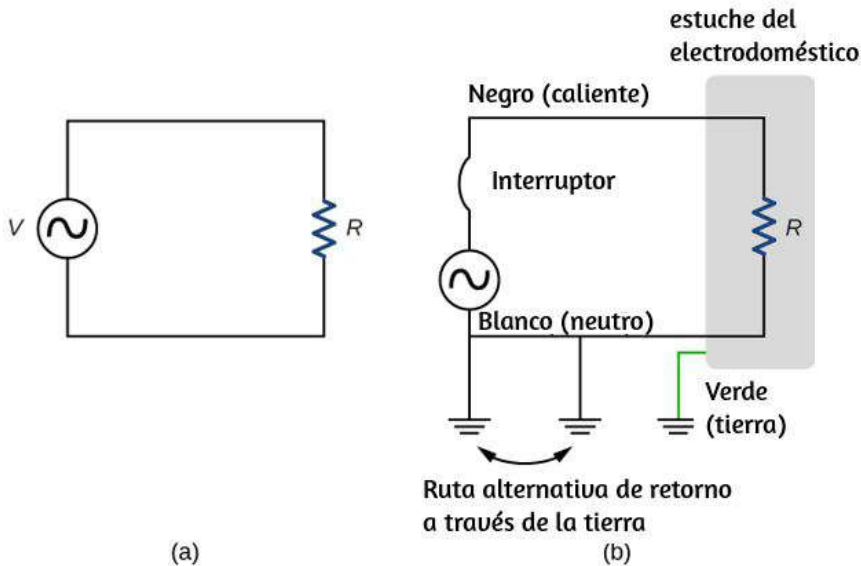 estuche del
electrodoméstico
Negro (caliente)
Interruptor
V
R
R
Blanco (neutro)
Verde
(tierra)
Ruta alternativa de retorno
a través de la tierra
(a)
(b)